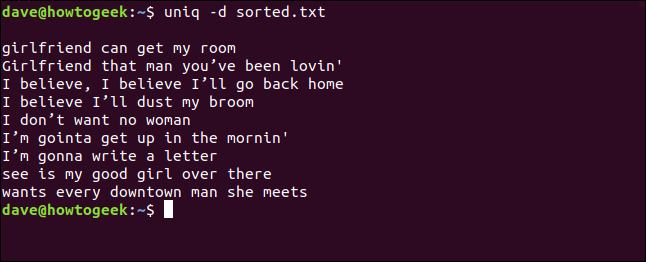 dave@howtogeek:~$ uniq -d sorted.txt

girlfriend can get my room
Girlfriend that man you’ve been lovin'
I believe, I believe I’ll go back home
I believe I’ll dust my broom
I don’t want no woman
I’m gointa get up in the mornin'
I’m gonna write a letter
see is my good girl over there
wants every downtown man she meets
dave@howtogeek:~$